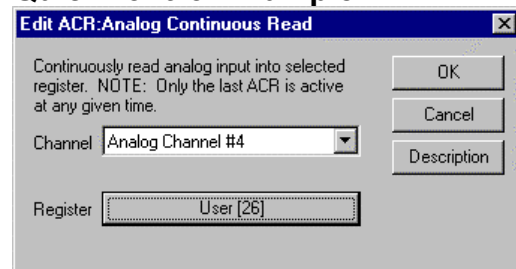 Edit ACR:Analog Continuous Read
Continuously read analog input into selected
register. NOTE: Only the last ACR is active
at any given time.
Channel Analog Channel #4
Register User [26]
OK
Cancel
Description